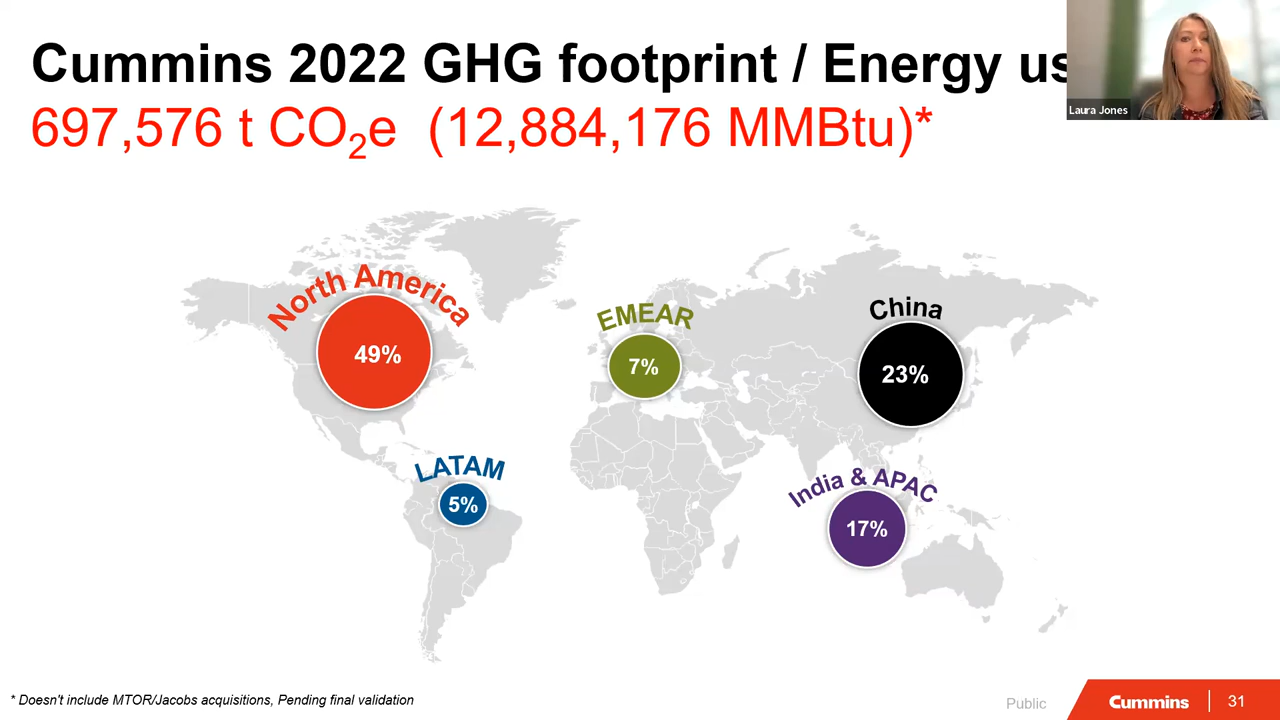 Cummins 2022 GHG footprint / Energy
697,576 t CO₂e (12,884,176 MMBtu)*
Laura Jones
North America
49%
EMEAR
7%
China
23%
LATAM
5%
India & APAC
17%
* Doesn't include MTOR/Jacobs acquisitions, Pending final validation
Public
Cummins
31